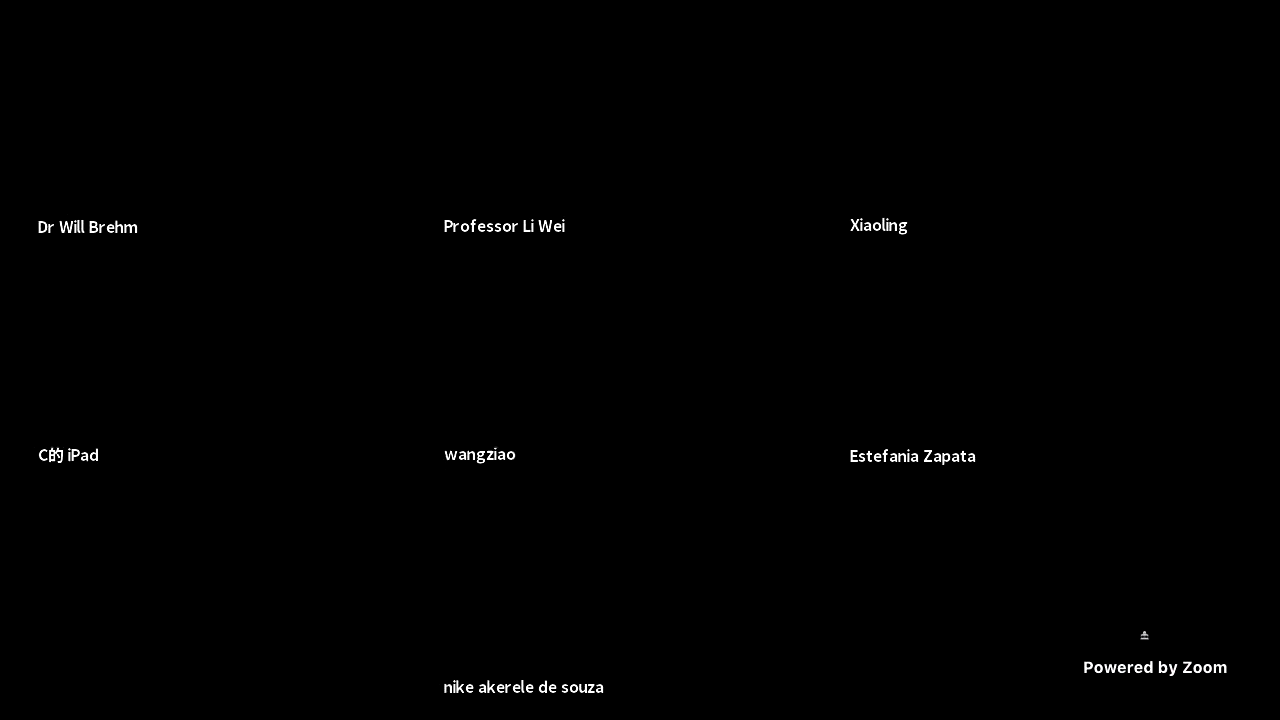 Dr Will Brehm
Professor Li Wei
Xiaoling
C的 iPad
wangziao
Estefania Zapata
nike akerele de souza
Powered by Zoom